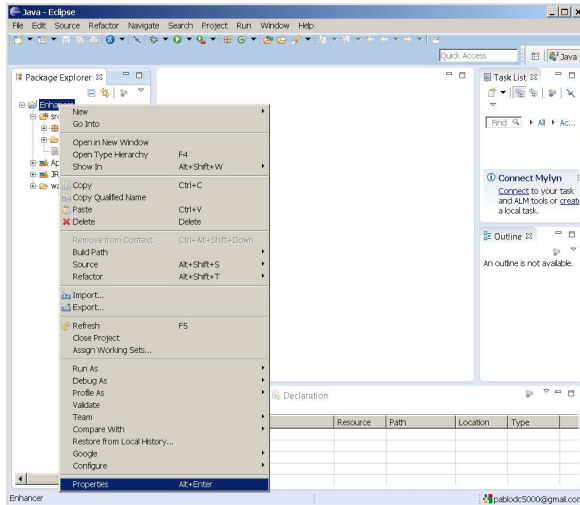 Java - Eclipse
File Edit Source Refactor Navigate Search Project Run Window Help
Quick Access
Java
Package Explorer
Task List
Enhancer
Find All Ac...
New
Go Into
Open in New Window
Open Type Hierarchy F4
Show In Alt+Shift+W
Copy Ctrl+C
Copy Qualified Name
Paste Ctrl+V
Delete Delete
Remove from Context Ctrl+Alt+Shift+Down
Build Path
Source Alt+Shift+S
Refactor Alt+Shift+T
Import...
Export...
Refresh F5
Close Project
Assign Working Sets...
Run As
Debug As
Profile As
Validate
Team
Compare With
Restore from Local History...
Google
Configure
Properties Alt+Enter
Connect Mylyn
Connect to your task
and ALM tools or creat
a local task.
Outline
An outline is not available.
Declaration
Resource Path Location Type
Enhancer
pablodc5000@gmail.com